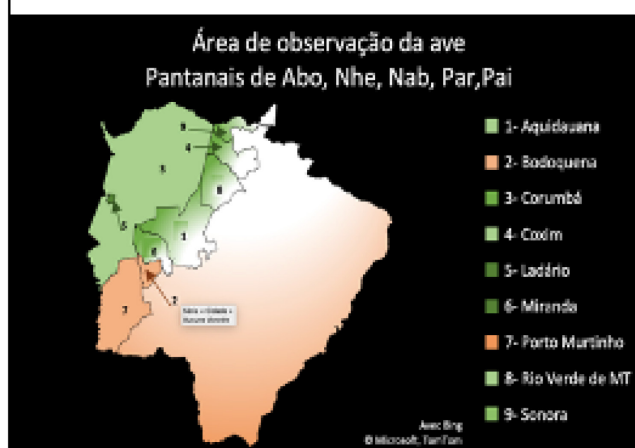 Área de observação da ave
Pantanais de Abo, Nhe, Nab, Par,Pai
1- Aquidauana
2- Bodoquena
3- Corumbá
4- Coxim
5- Ladário
6- Miranda
7- Porto Murtinho
8- Rio Verde de MT
9- Sonora
9
4
3
8
5
1
6
2
7
Avec Bing
© Microsoft, TomTom